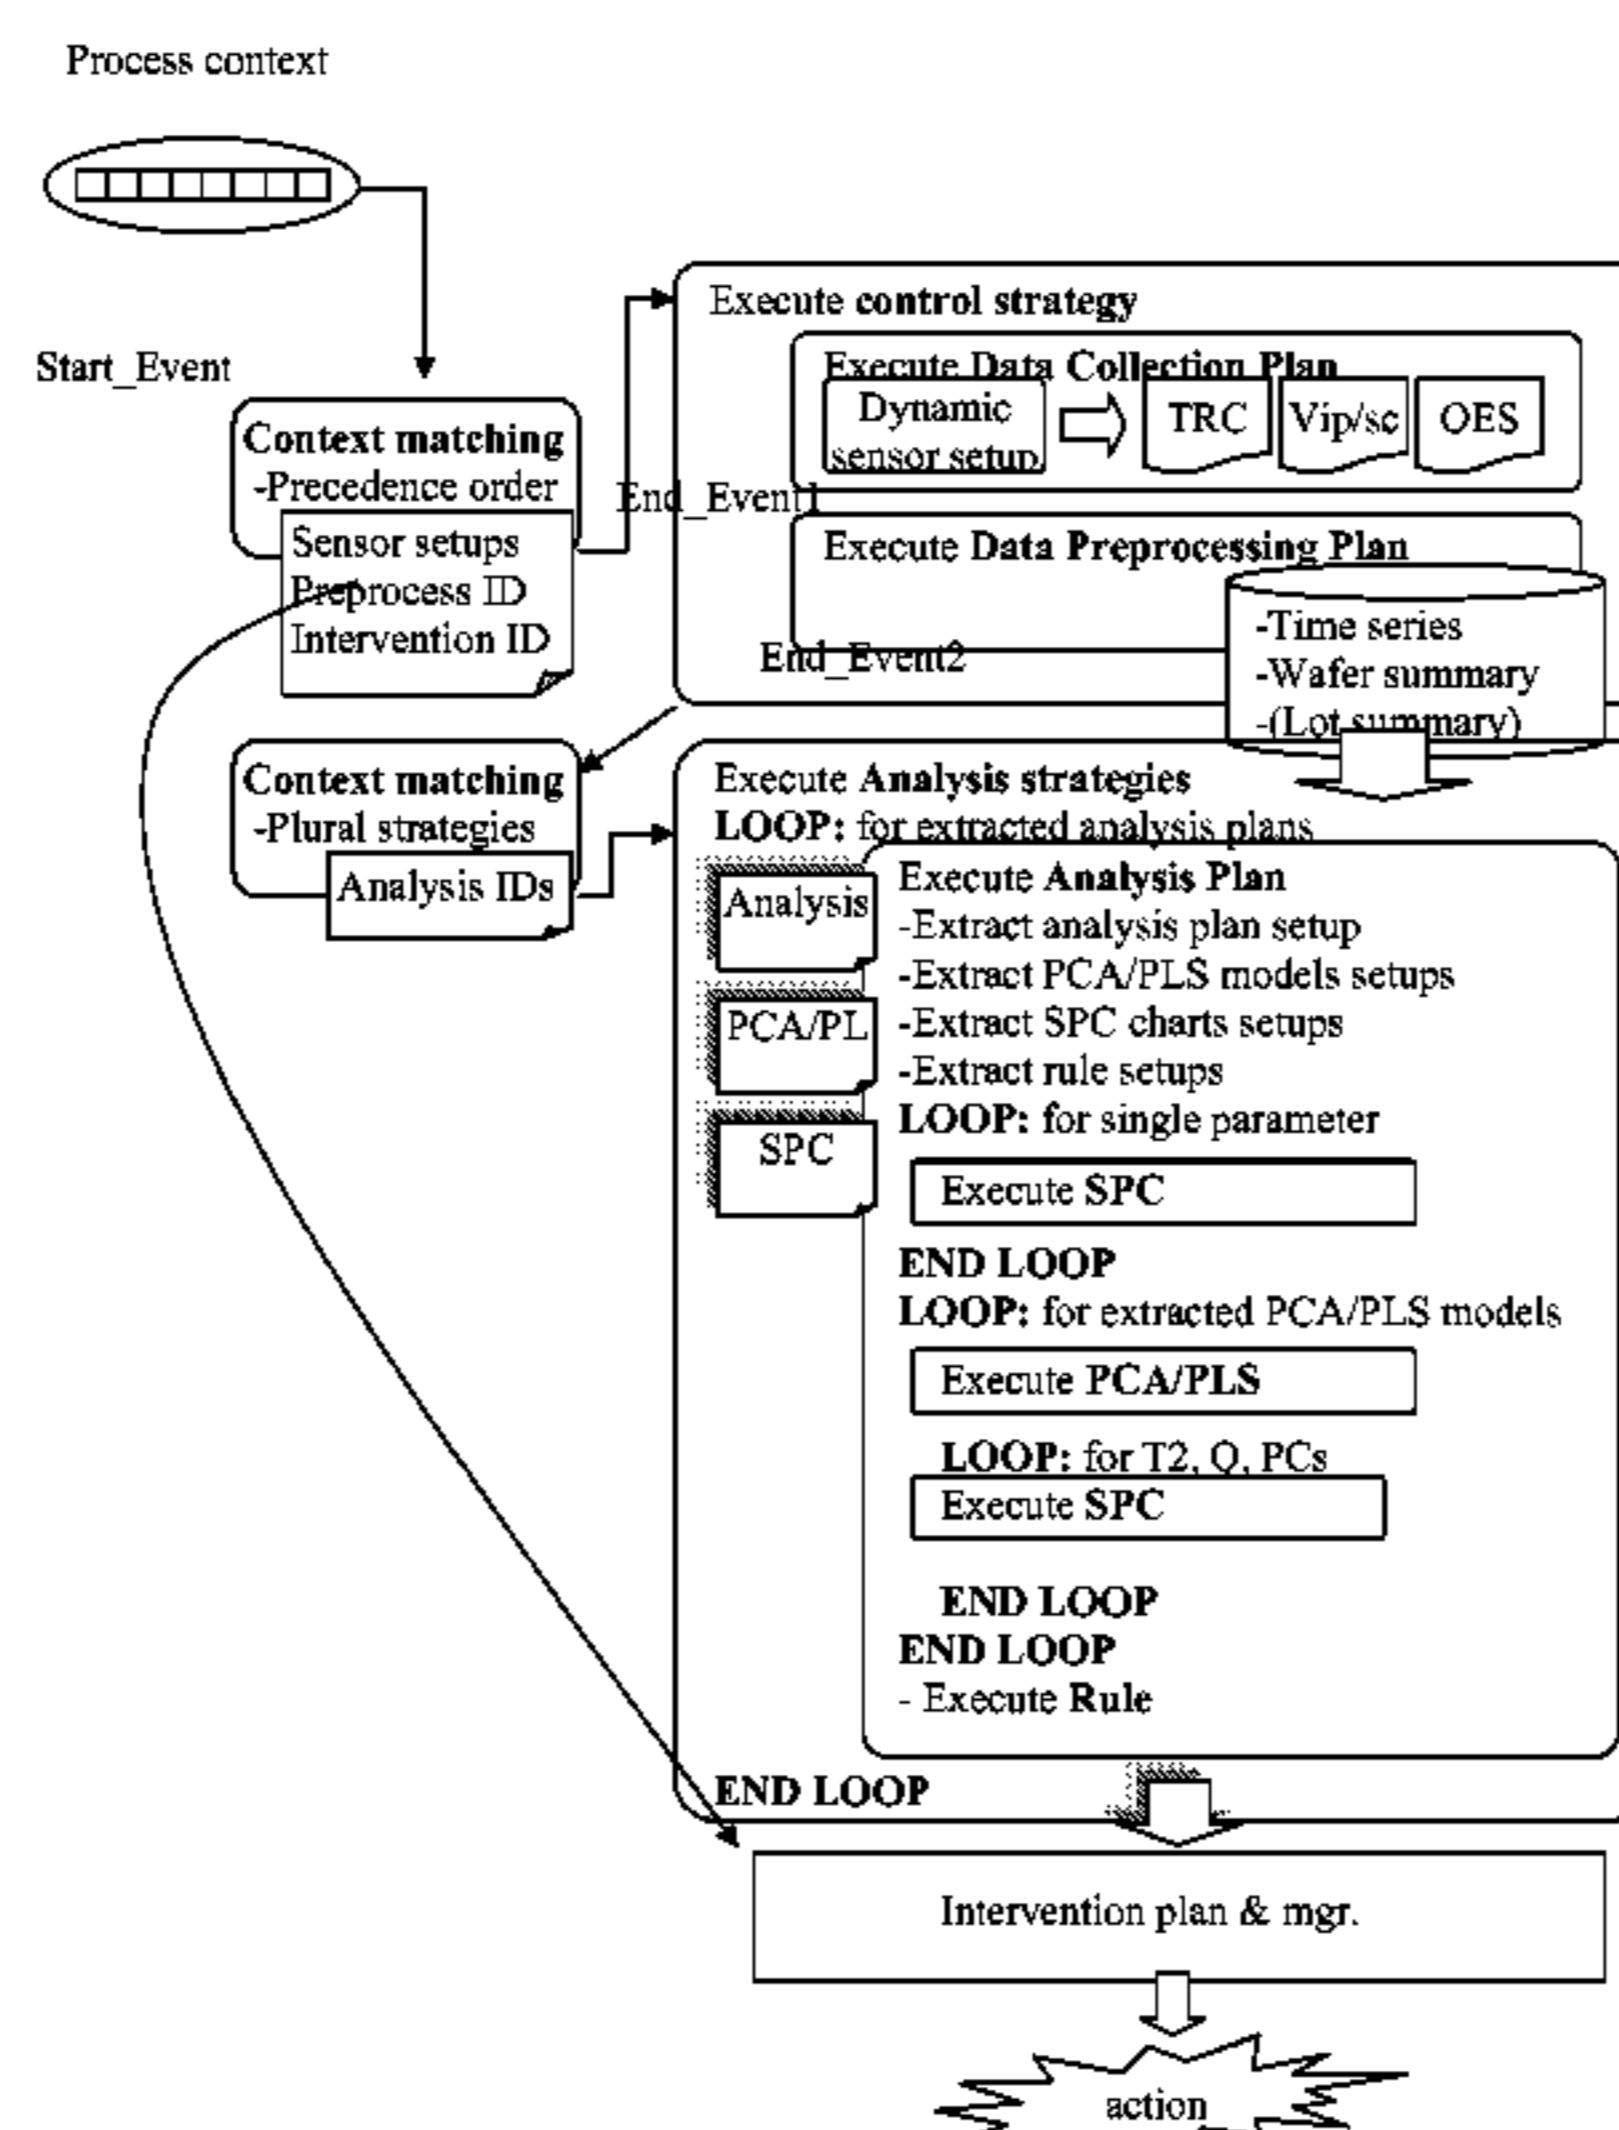 Process context
Start_Event
Context matching
-Precedence order
Sensor setups
Preprocess ID
Intervention ID
Execute control strategy
Execute Data Collection Plan
Dynamic
sensor setup
TRC
Vip/sc
OES
End_Event1
Execute Data Preprocessing Plan
-Time series
-Wafer summary
-(Lot summary)
End_Event2
Context matching
-Plural strategies
Analysis IDs
Execute Analysis strategies
LOOP: for extracted analysis plans
Analysis
PCA/PL
SPC
Execute Analysis Plan
-Extract analysis plan setup
-Extract PCA/PLS models setups
-Extract SPC charts setups
-Extract rule setups
LOOP: for single parameter
Execute SPC
END LOOP
LOOP: for extracted PCA/PLS models
Execute PCA/PLS
LOOP: for T2, Q, PCs
Execute SPC
END LOOP
END LOOP
- Execute Rule
END LOOP
Intervention plan & mgr.
action